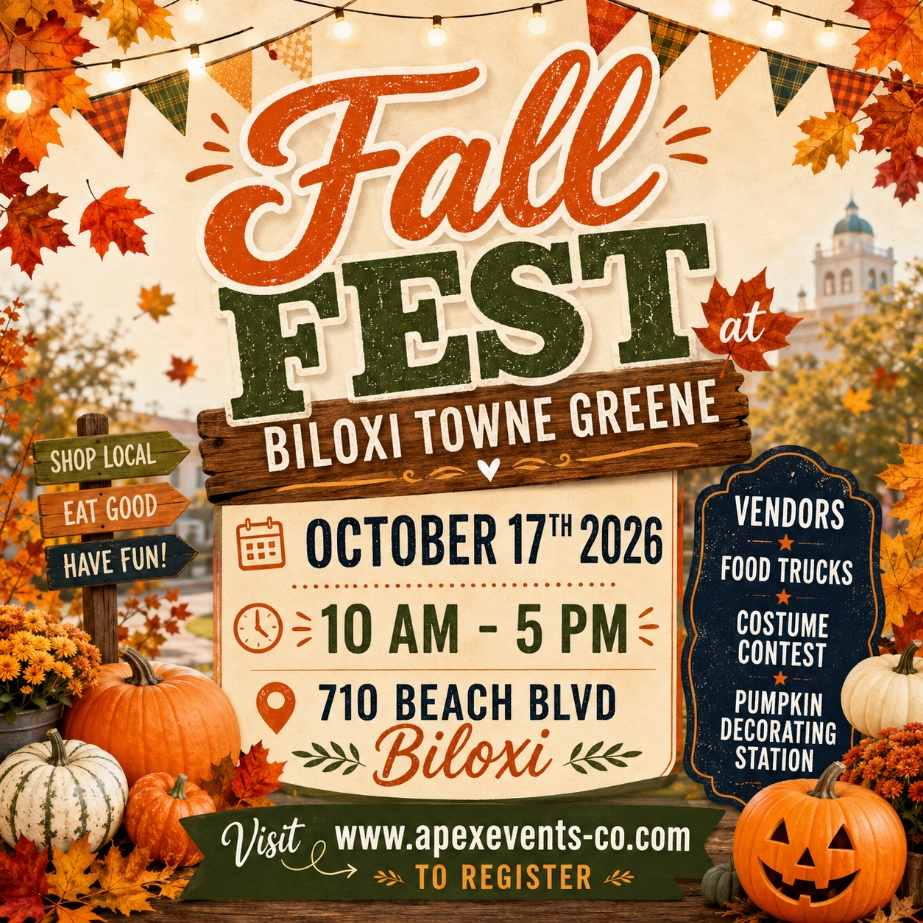 Fall
FEST
at
BILOXI TOWNE GREENE
SHOP LOCAL
EAT GOOD
HAVE FUN!
OCTOBER 17TH 2026
10 AM - 5 PM
710 BEACH BLVD
Biloxi
VENDORS
FOOD TRUCKS
COSTUME
CONTEST
PUMPKIN
DECORATING
STATION
Visit www.apexevents-co.com
TO REGISTER